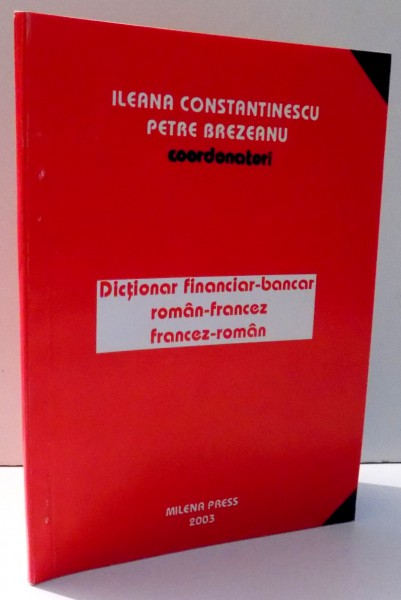 ILEANA CONSTANTINESCU
PETRE BREZEANU
coordonatori
Dicţionar financiar-bancar
român-francez
francez-român
MILENA PRESS
2003